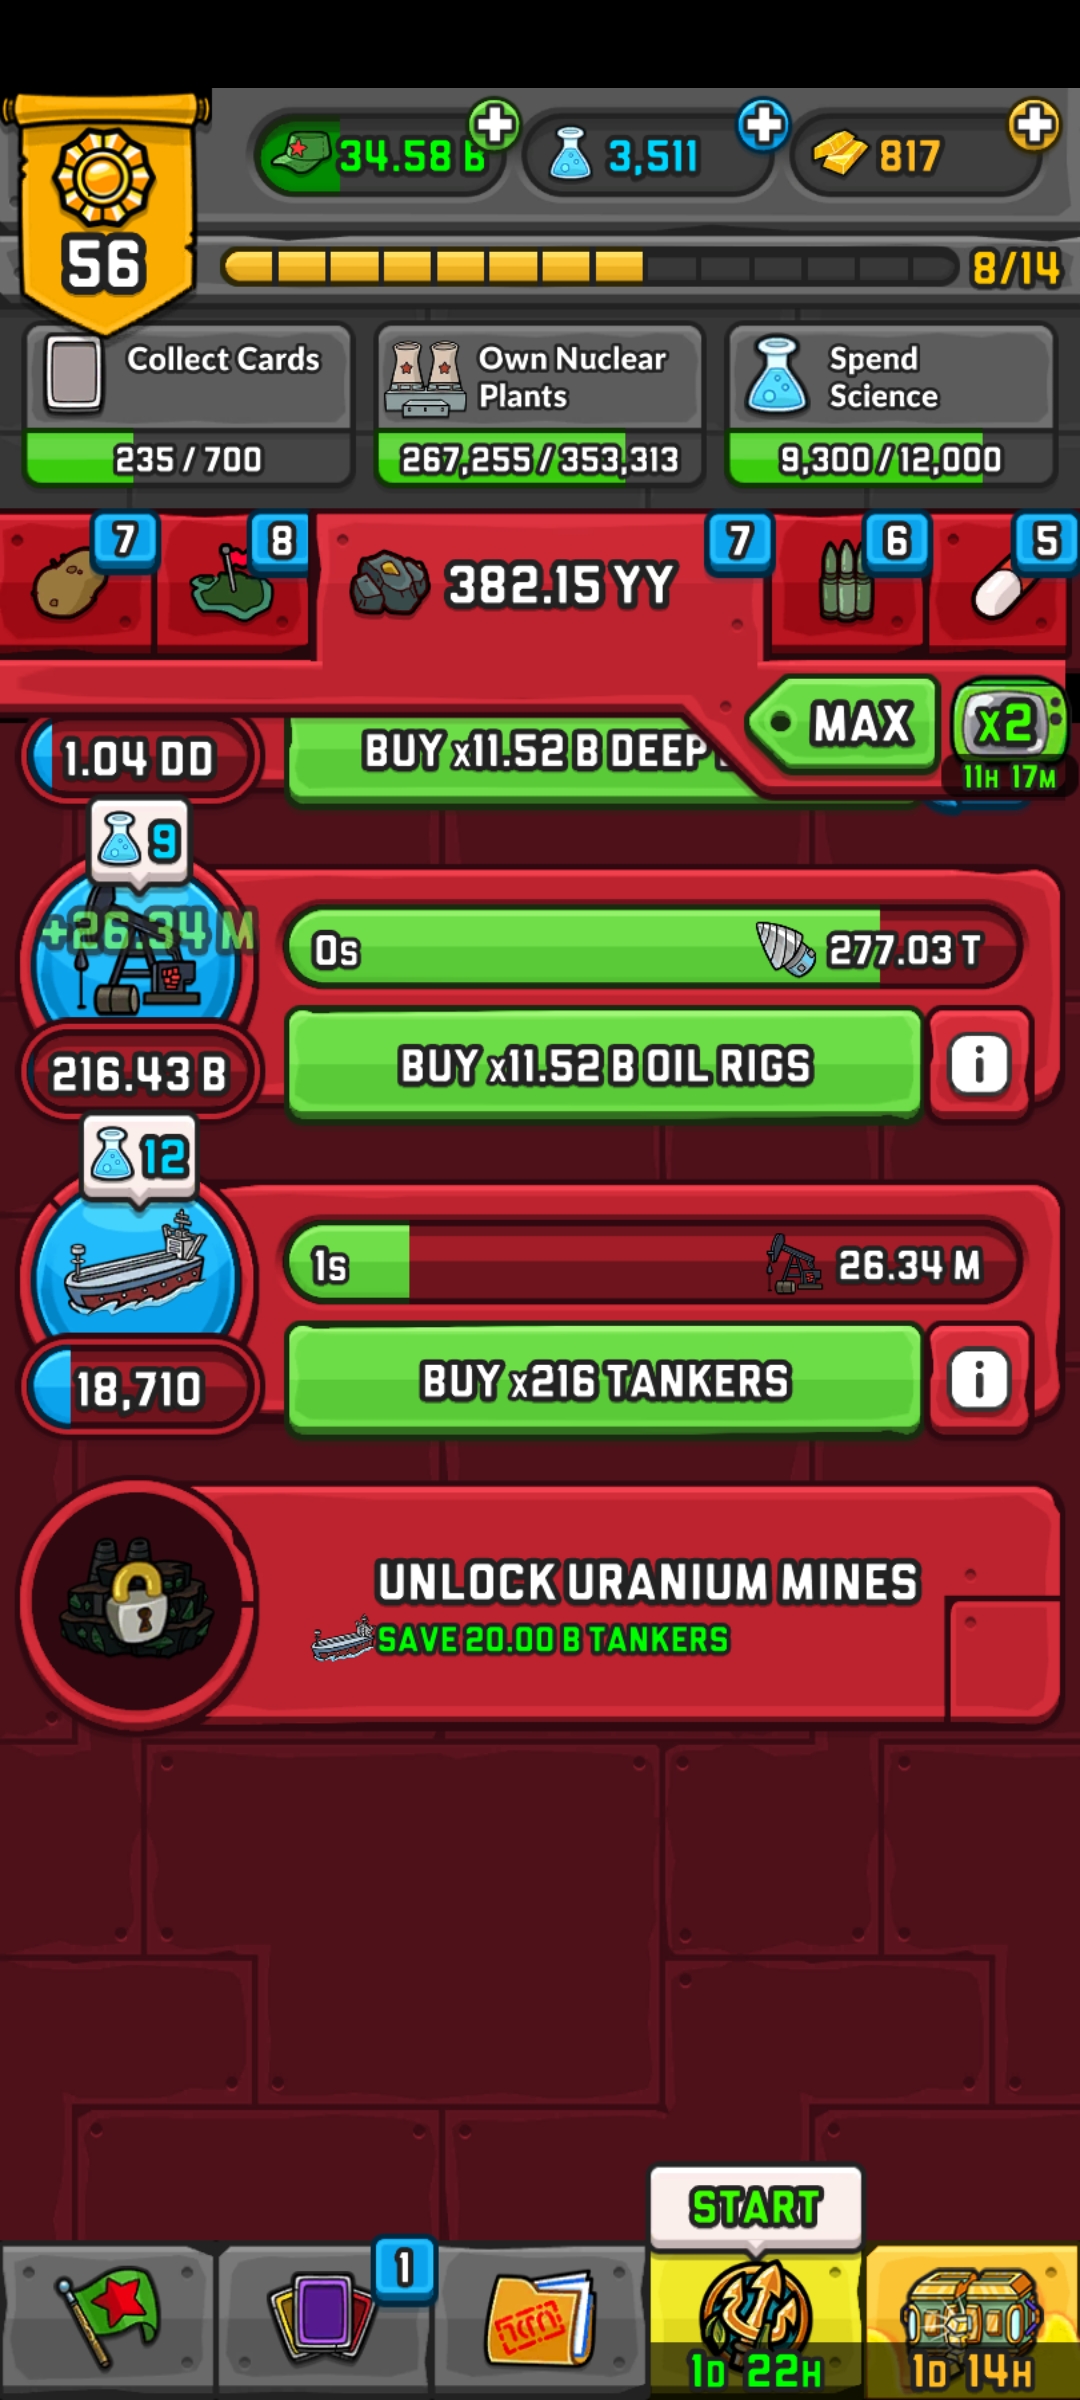 34.58 B
3,511
817
56
8/14
Collect Cards
Own Nuclear
Plants
Spend
Science
235 / 700
267,255 / 353,313
9,300 / 12,000
7
8
382.15 YY
7
6
5
MAX
X2
11H 17M
1.04 DD
BUY x11.52 B DEEP
9
+26.34 M
0s
277.03 T
216.43 B
BUY x11.52 B OIL RIGS
i
12
1s
26.34 M
18,710
BUY x216 TANKERS
i
UNLOCK URANIUM MINES
SAVE 20.00 B TANKERS
START
1
1D 22H
1D 14H